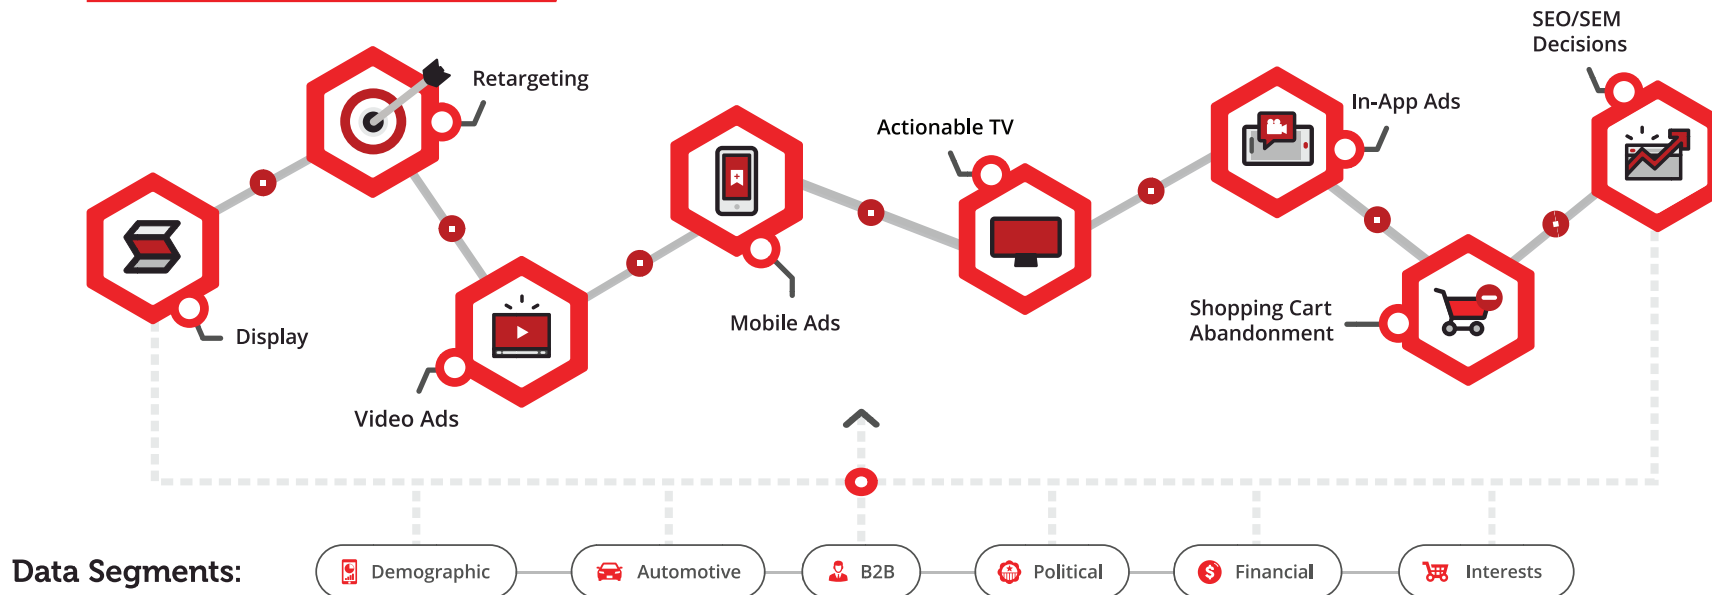 SEO/SEM
Decisions
Retargeting
In-App Ads
Actionable TV
Shopping Cart
Abandonment
Mobile Ads
Display
Video Ads
Data Segments:
Demographic
Automotive
B2B
Political
Financial
Interests